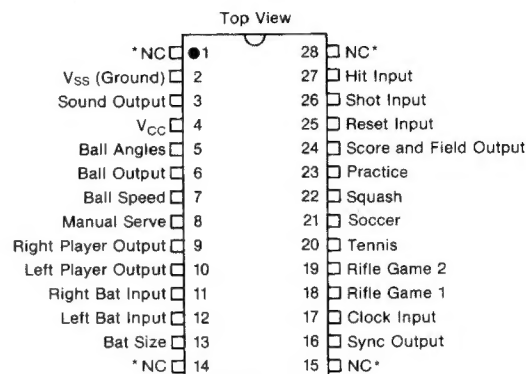 Top View
*NC 1 28 NC*
VSS (Ground) 2 27 Hit Input
Sound Output 3 26 Shot Input
VCC 4 25 Reset Input
Ball Angles 5 24 Score and Field Output
Ball Output 6 23 Practice
Ball Speed 7 22 Squash
Manual Serve 8 21 Soccer
Right Player Output 9 20 Tennis
Left Player Output 10 19 Rifle Game 2
Right Bat Input 11 18 Rifle Game 1
Left Bat Input 12 17 Clock Input
Bat Size 13 16 Sync Output
*NC 14 15 NC*